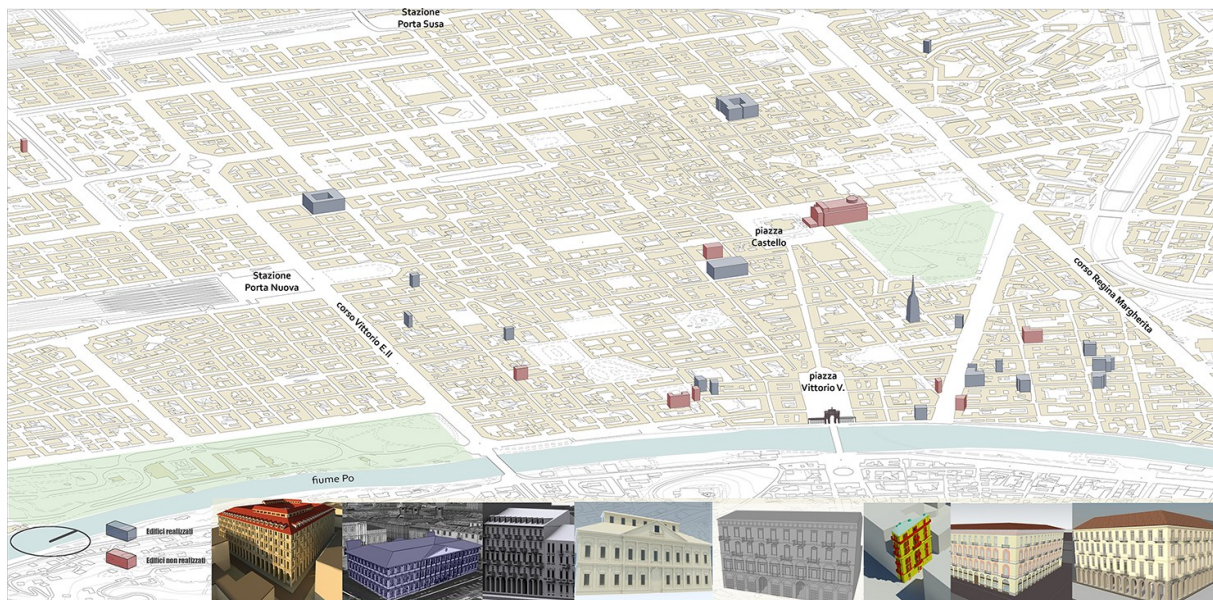 Stazione
Porta Susa
piazza
Castello
Stazione
Porta Nuova
corso Vittorio E.II
corso Regina Margherita
piazza
Vittorio V.
fiume Po
Edifici realizzati
Edifici non realizzati